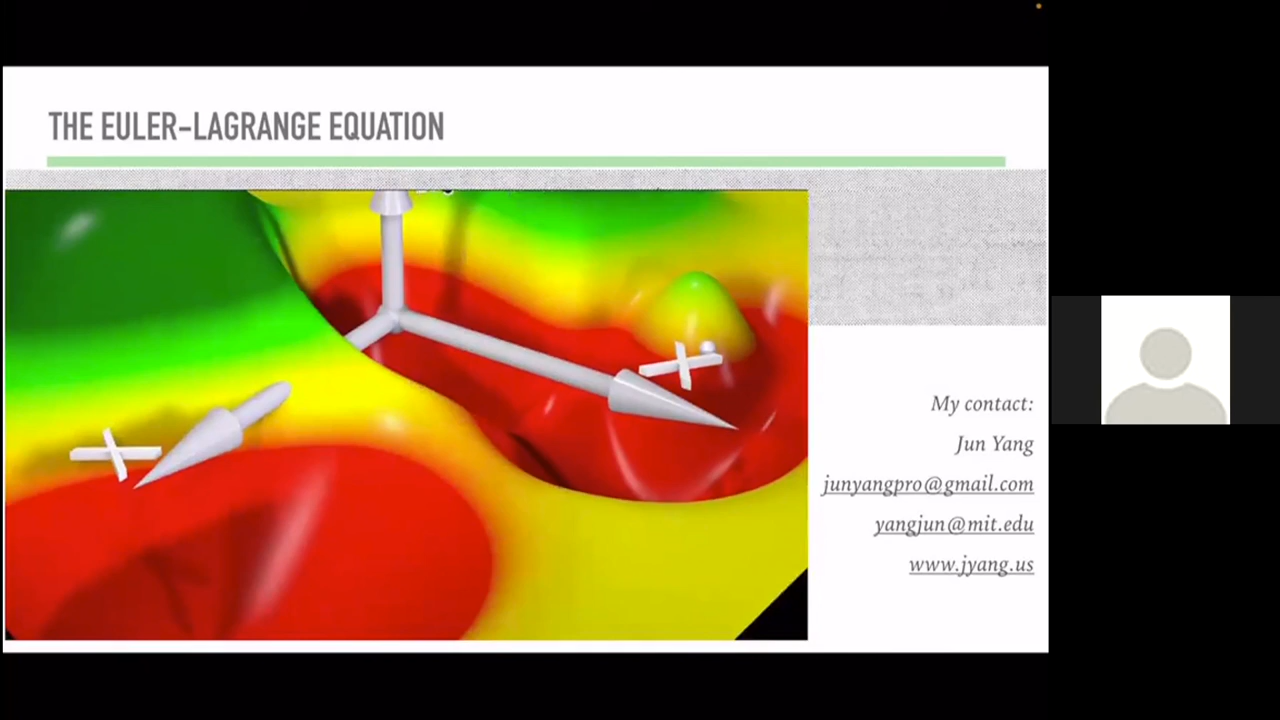 THE EULER-LAGRANGE EQUATION
My contact:
Jun Yang
junyangpro@gmail.com
yangjun@mit.edu
www.jyang.us